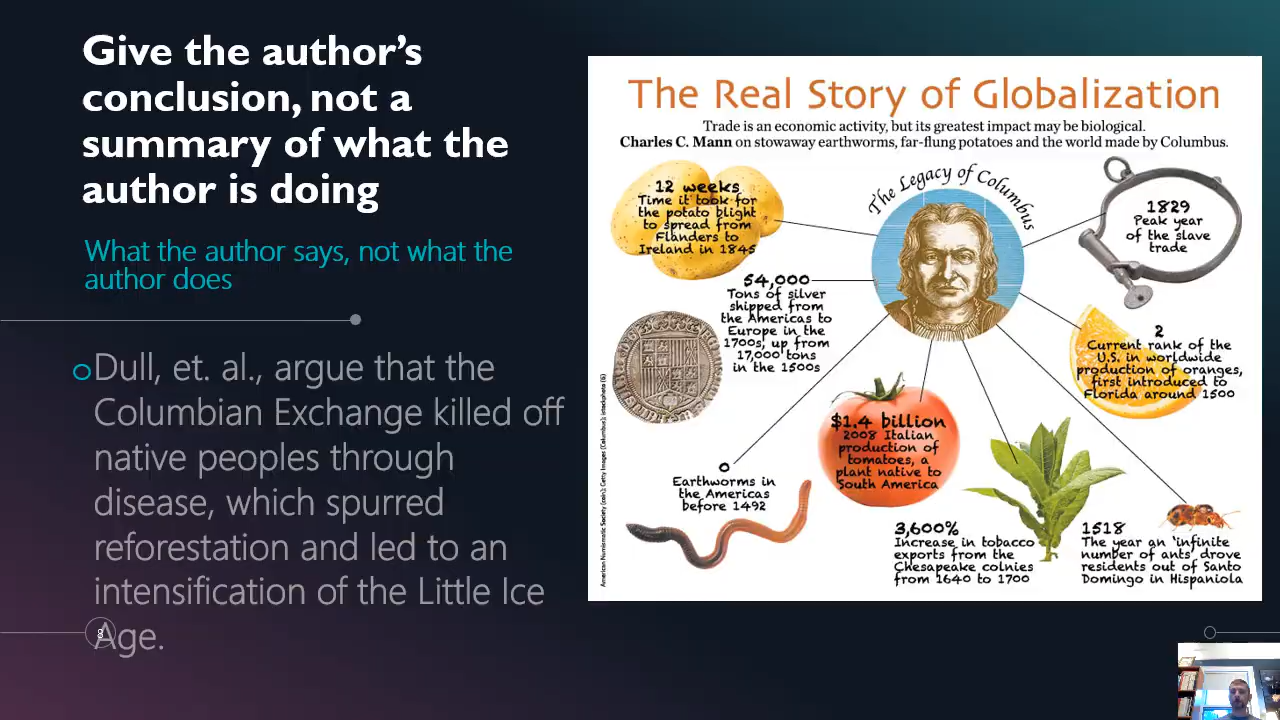 Give the author's
conclusion, not a
summary of what the
author is doing
What the author says, not what the
author does
Dull, et. al., argue that the
Columbian Exchange killed off
native peoples through
disease, which spurred
reforestation and led to an
intensification of the Little Ice
Age.
3
The Real Story of Globalization
Trade is an economic activity, but its greatest impact may be biological.
Charles C. Mann on stowaway earthworms, far-flung potatoes and the world made by Columbus.
The Legacy of Columbus
12 weeks
Time it took for
the potato blight
to spread from
Flanders to
Ireland in 1845
54,000
Tons of silver
shipped from
the Americas to
Europe in the
1700s, up from
17,000 tons
in the 1500s
0
Earthworms in
the Americas
before 1492
$1.4 billion
2008 Italian
production of
tomatoes, a
plant native to
South America
3,600%
Increase in tobacco
exports from the
Chesapeake colnies
from 1640 to 1700
1518
The year an 'infinite
number of ants' drove
residents out of Santo
Domingo in Hispaniola
2
Current rank of the
U.S. in worldwide
production of oranges,
first introduced to
Florida around 1500
1829
Peak year
of the slave
trade
American Numismatic Society (coin); Getty Images (Columbus); istockphoto (6)